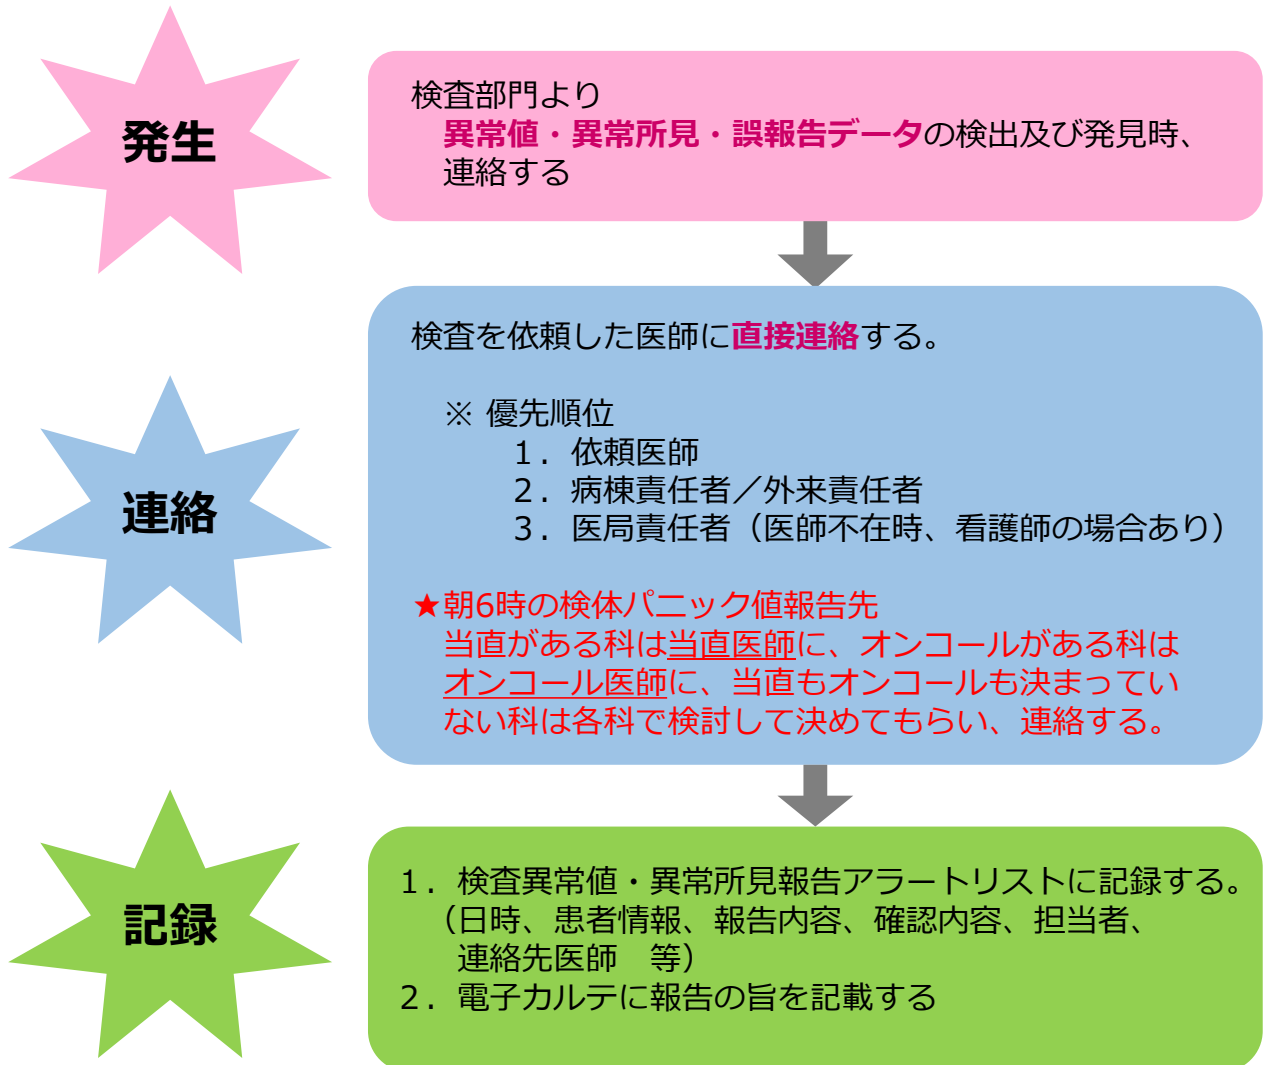 発生
検査部門より
異常値・異常所見・誤報告データの検出及び発見時、
連絡する
連絡
検査を依頼した医師に直接連絡する。
※ 優先順位
１．依頼医師
２．病棟責任者／外来責任者
３．医局責任者（医師不在時、看護師の場合あり）
★朝6時の検体パニック値報告先
当直がある科は当直医師に、オンコールがある科は
オンコール医師に、当直もオンコールも決まってい
ない科は各科で検討して決めてもらい、連絡する。
記録
１．検査異常値・異常所見報告アラートリストに記録する。
（日時、患者情報、報告内容、確認内容、担当者、
連絡先医師　等）
２．電子カルテに報告の旨を記載する